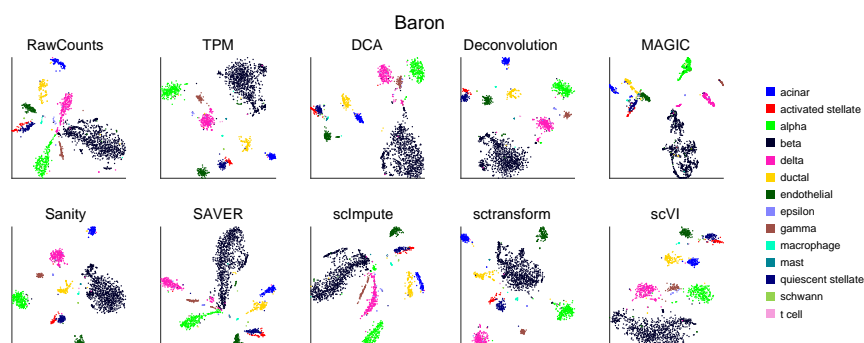 Baron
RawCounts TPM DCA Deconvolution MAGIC
Sanity SAVER scImpute sctransform scVI
acinar
activated stellate
alpha
beta
delta
ductal
endothelial
epsilon
gamma
macrophage
mast
quiescent stellate
schwann
t cell